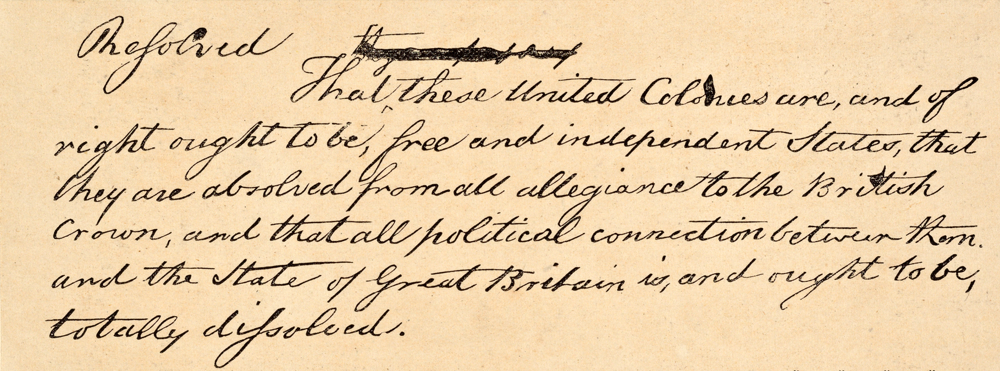 Reſolved
That these United Colonies are, and of
right ought to be, free and independent States, that
they are absolved from all allegiance to the British
Crown, and that all political connection between them
and the State of Great Britain is, and ought to be,
totally diſsolved.